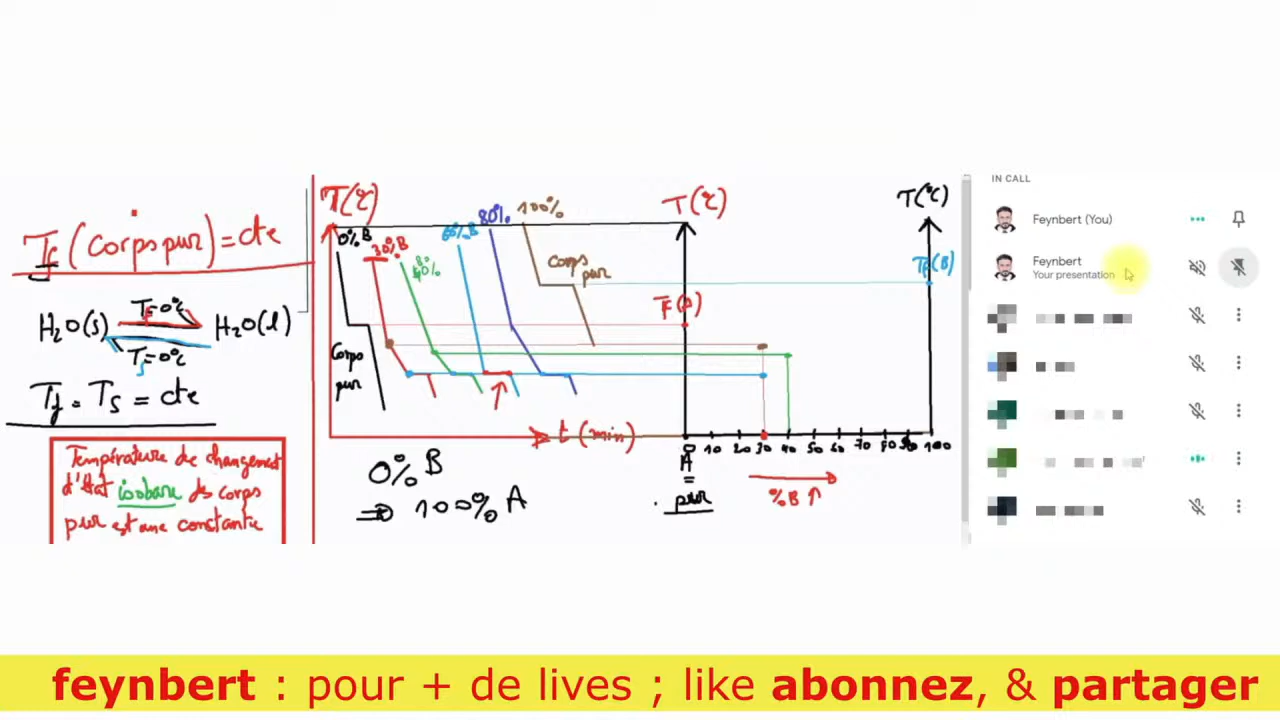 Tf (Corps pur) = cte
H₂O(s)
Tf=0°C
H₂O(l)
Ts=0°C
Tf = Ts = cte
Température de changement
d'état isobare des corps
pur est une constante
T(°C)
0%B
30%B
40%
60%B
80%
100%
Corps
pur
Corps
pur
t (min)
0% B
⇒ 100% A
T(°C)
TF(A)
T(°C)
TF(B)
0 10 20 30 40 50 60 70 80 90 100
A
=
pur
%B ↑
IN CALL
Feynbert (You)
Feynbert
Your presentation
feynbert : pour + de lives ; like abonnez, & partager